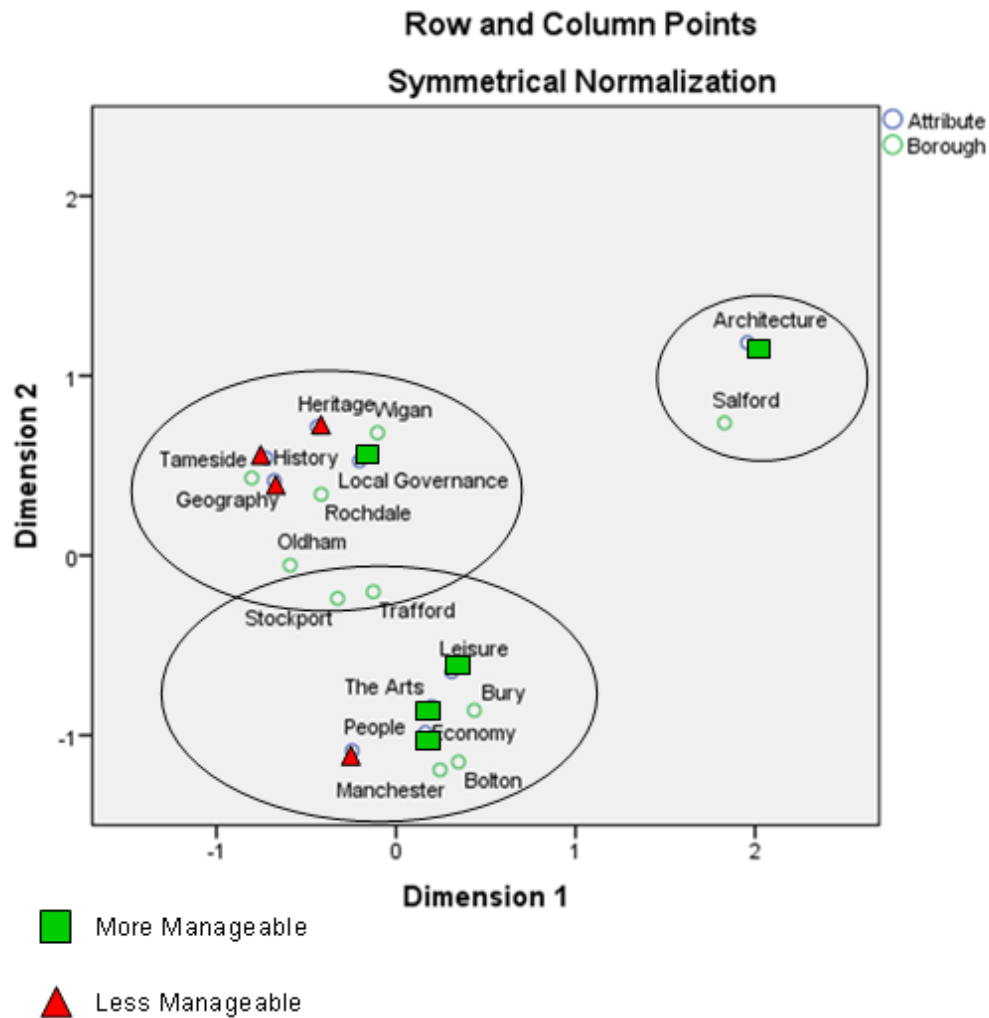 Row and Column Points
Symmetrical Normalization
Attribute
Borough
2
1
0
-1
Dimension 2
Architecture
Salford
Heritage Wigan
Tameside History
Local Governance
Geography
Rochdale
Oldham
Stockport Trafford
Leisure
The Arts Bury
People Economy
Manchester Bolton
-1 0 1 2
Dimension 1
More Manageable
Less Manageable